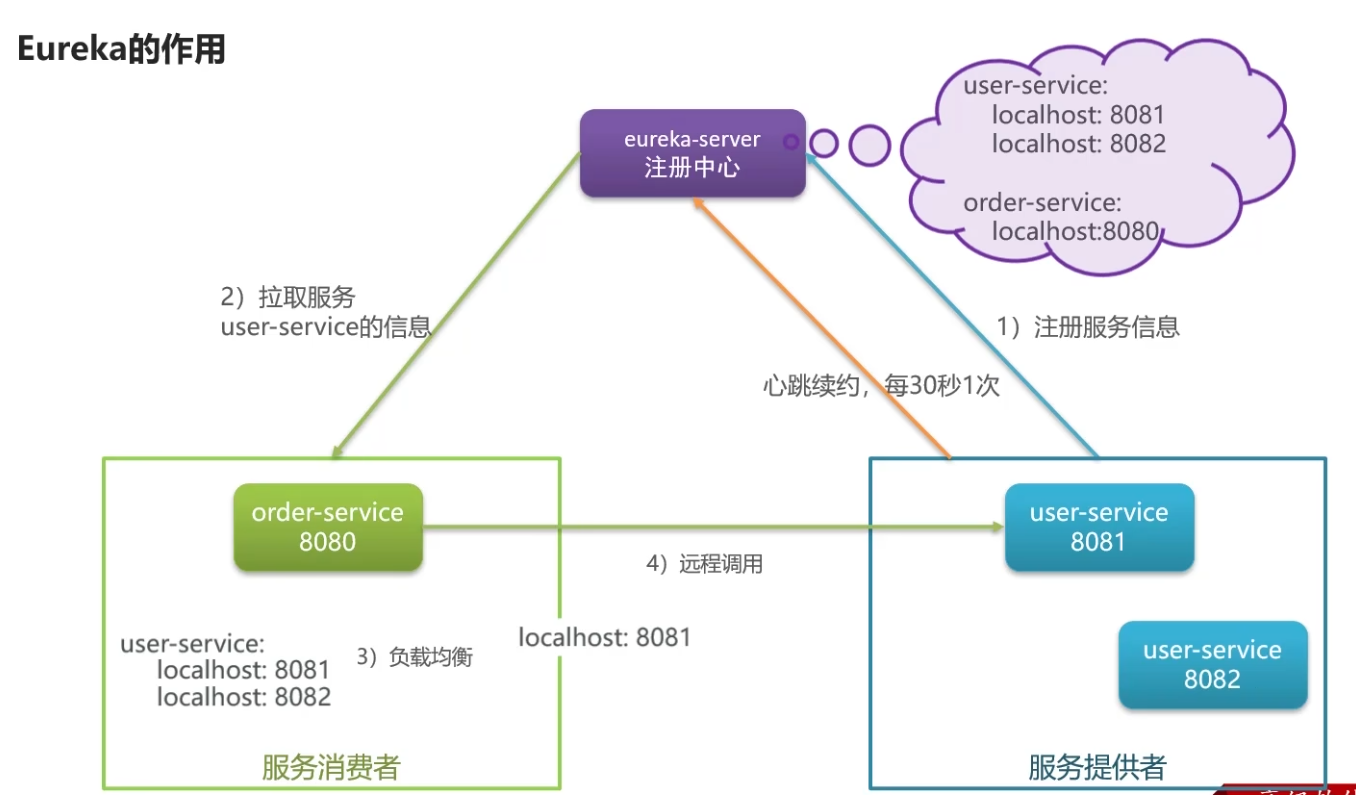 Eureka的作用
eureka-server
注册中心
user-service:
localhost: 8081
localhost: 8082
order-service:
localhost:8080
2）拉取服务
user-service的信息
1）注册服务信息
心跳续约，每30秒1次
order-service
8080
user-service
8081
4）远程调用
user-service:
localhost: 8081
localhost: 8082
3）负载均衡
localhost: 8081
user-service
8082
服务消费者
服务提供者